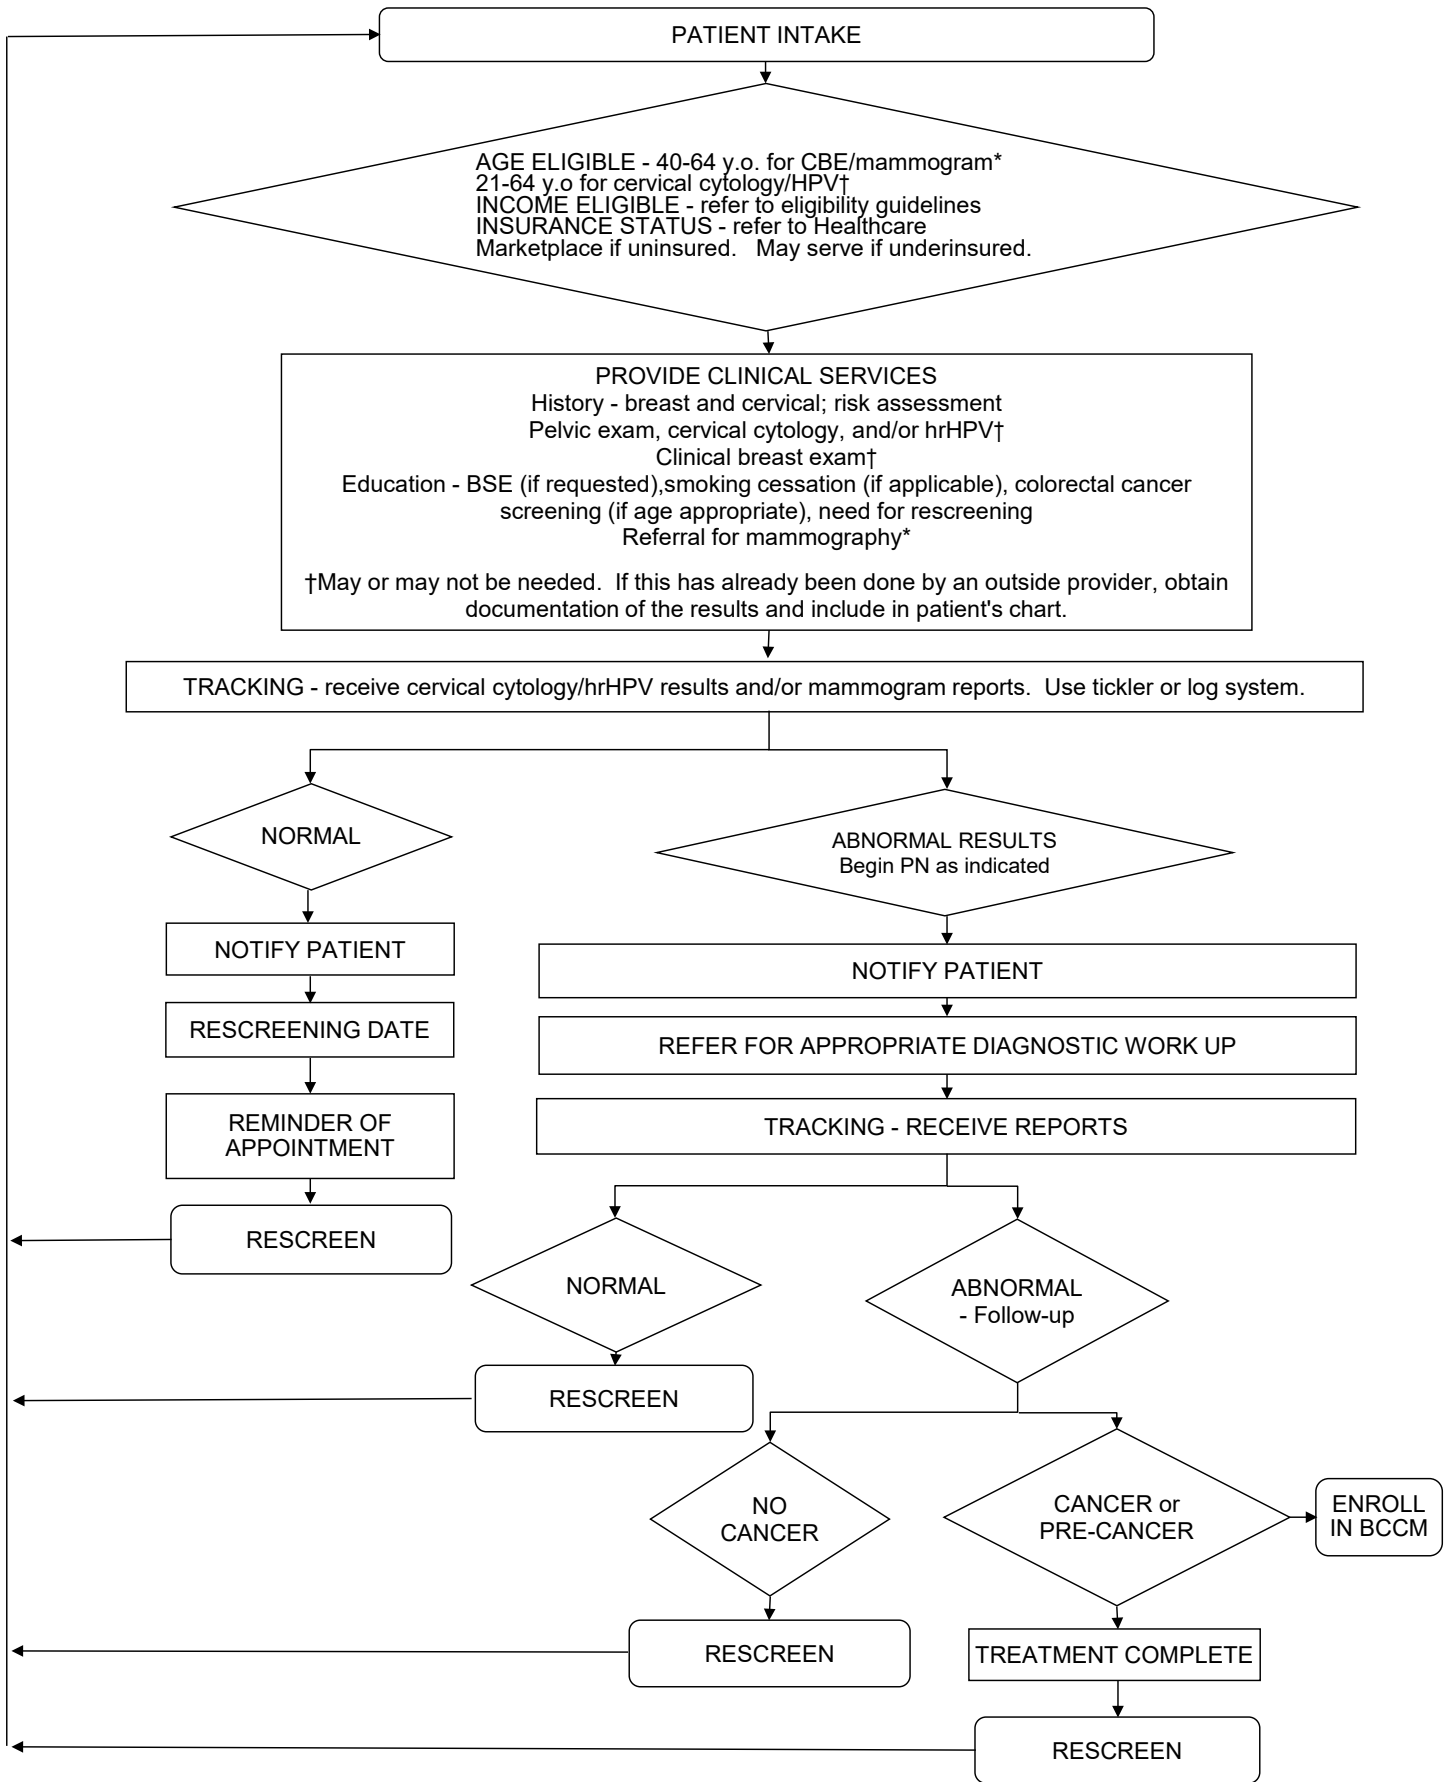 PATIENT INTAKE
AGE ELIGIBLE - 40-64 y.o. for CBE/mammogram*
21-64 y.o for cervical cytology/HPV†
INCOME ELIGIBLE - refer to eligibility guidelines
INSURANCE STATUS - refer to Healthcare
Marketplace if uninsured.   May serve if underinsured.
PROVIDE CLINICAL SERVICES
History - breast and cervical; risk assessment
Pelvic exam, cervical cytology, and/or hrHPV†
Clinical breast exam†
Education - BSE (if requested),smoking cessation (if applicable), colorectal cancer
screening (if age appropriate), need for rescreening
Referral for mammography*
†May or may not be needed.  If this has already been done by an outside provider, obtain
documentation of the results and include in patient's chart.
TRACKING - receive cervical cytology/hrHPV results and/or mammogram reports.  Use tickler or log system.
NORMAL
NOTIFY PATIENT
RESCREENING DATE
REMINDER OF
APPOINTMENT
RESCREEN
ABNORMAL RESULTS
Begin PN as indicated
NOTIFY PATIENT
REFER FOR APPROPRIATE DIAGNOSTIC WORK UP
TRACKING - RECEIVE REPORTS
NORMAL
RESCREEN
ABNORMAL
- Follow-up
NO
CANCER
RESCREEN
CANCER or
PRE-CANCER
ENROLL
IN BCCM
TREATMENT COMPLETE
RESCREEN